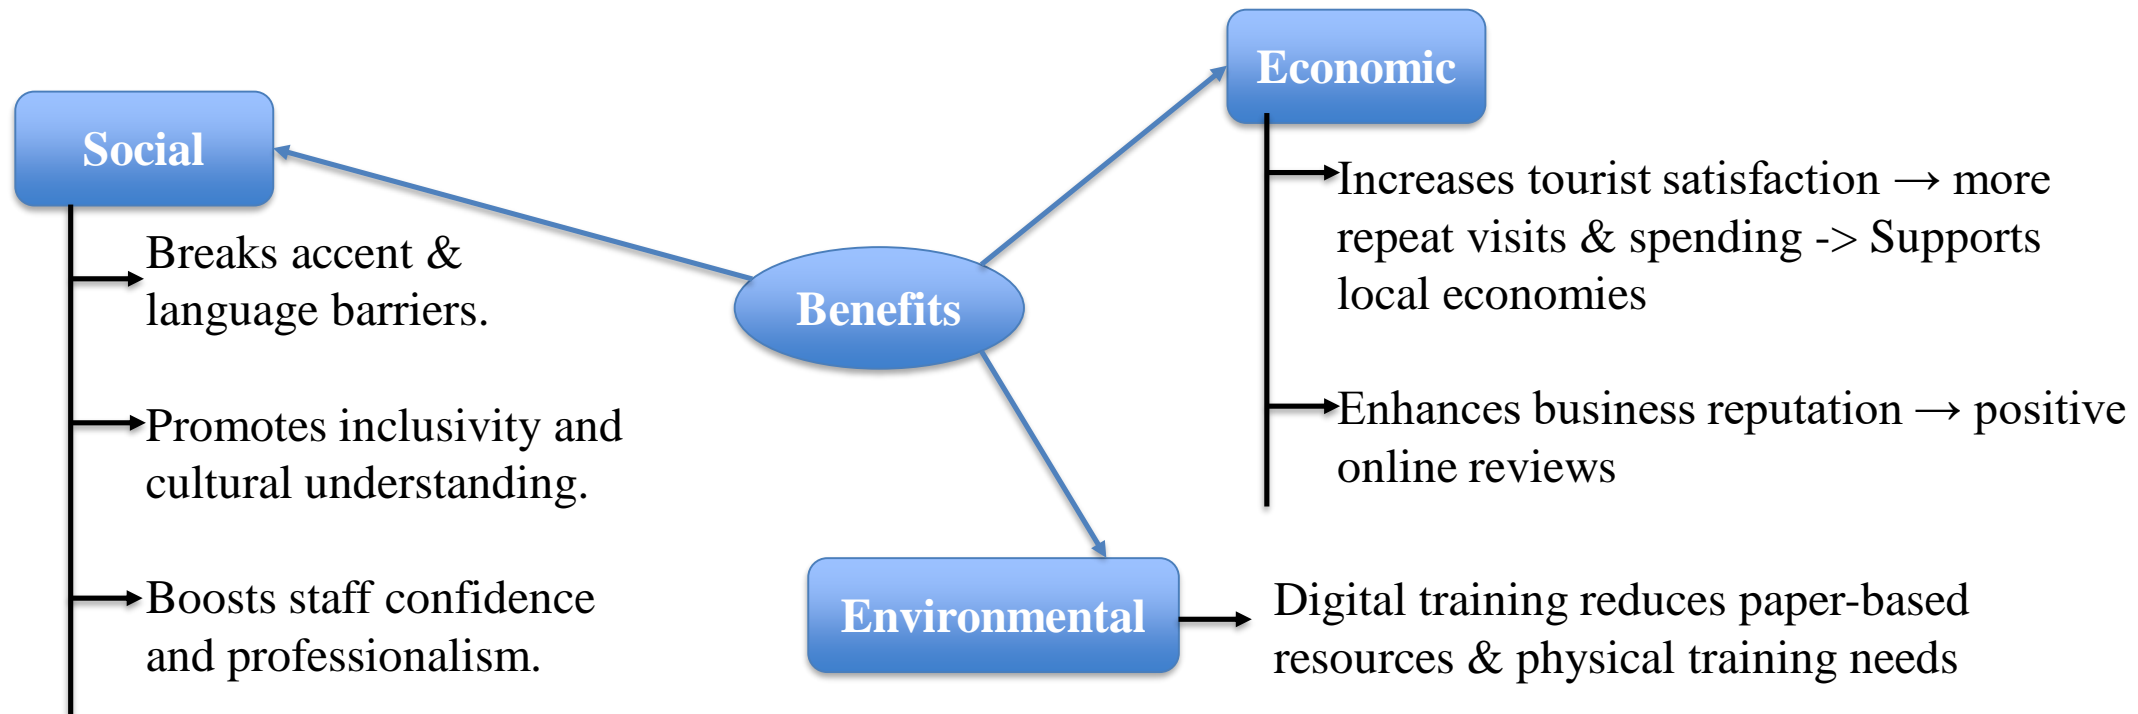 Social
Breaks accent &
language barriers.
Promotes inclusivity and
cultural understanding.
Boosts staff confidence
and professionalism.
Benefits
Economic
Increases tourist satisfaction → more
repeat visits & spending -> Supports
local economies
Enhances business reputation → positive
online reviews
Environmental
Digital training reduces paper-based
resources & physical training needs